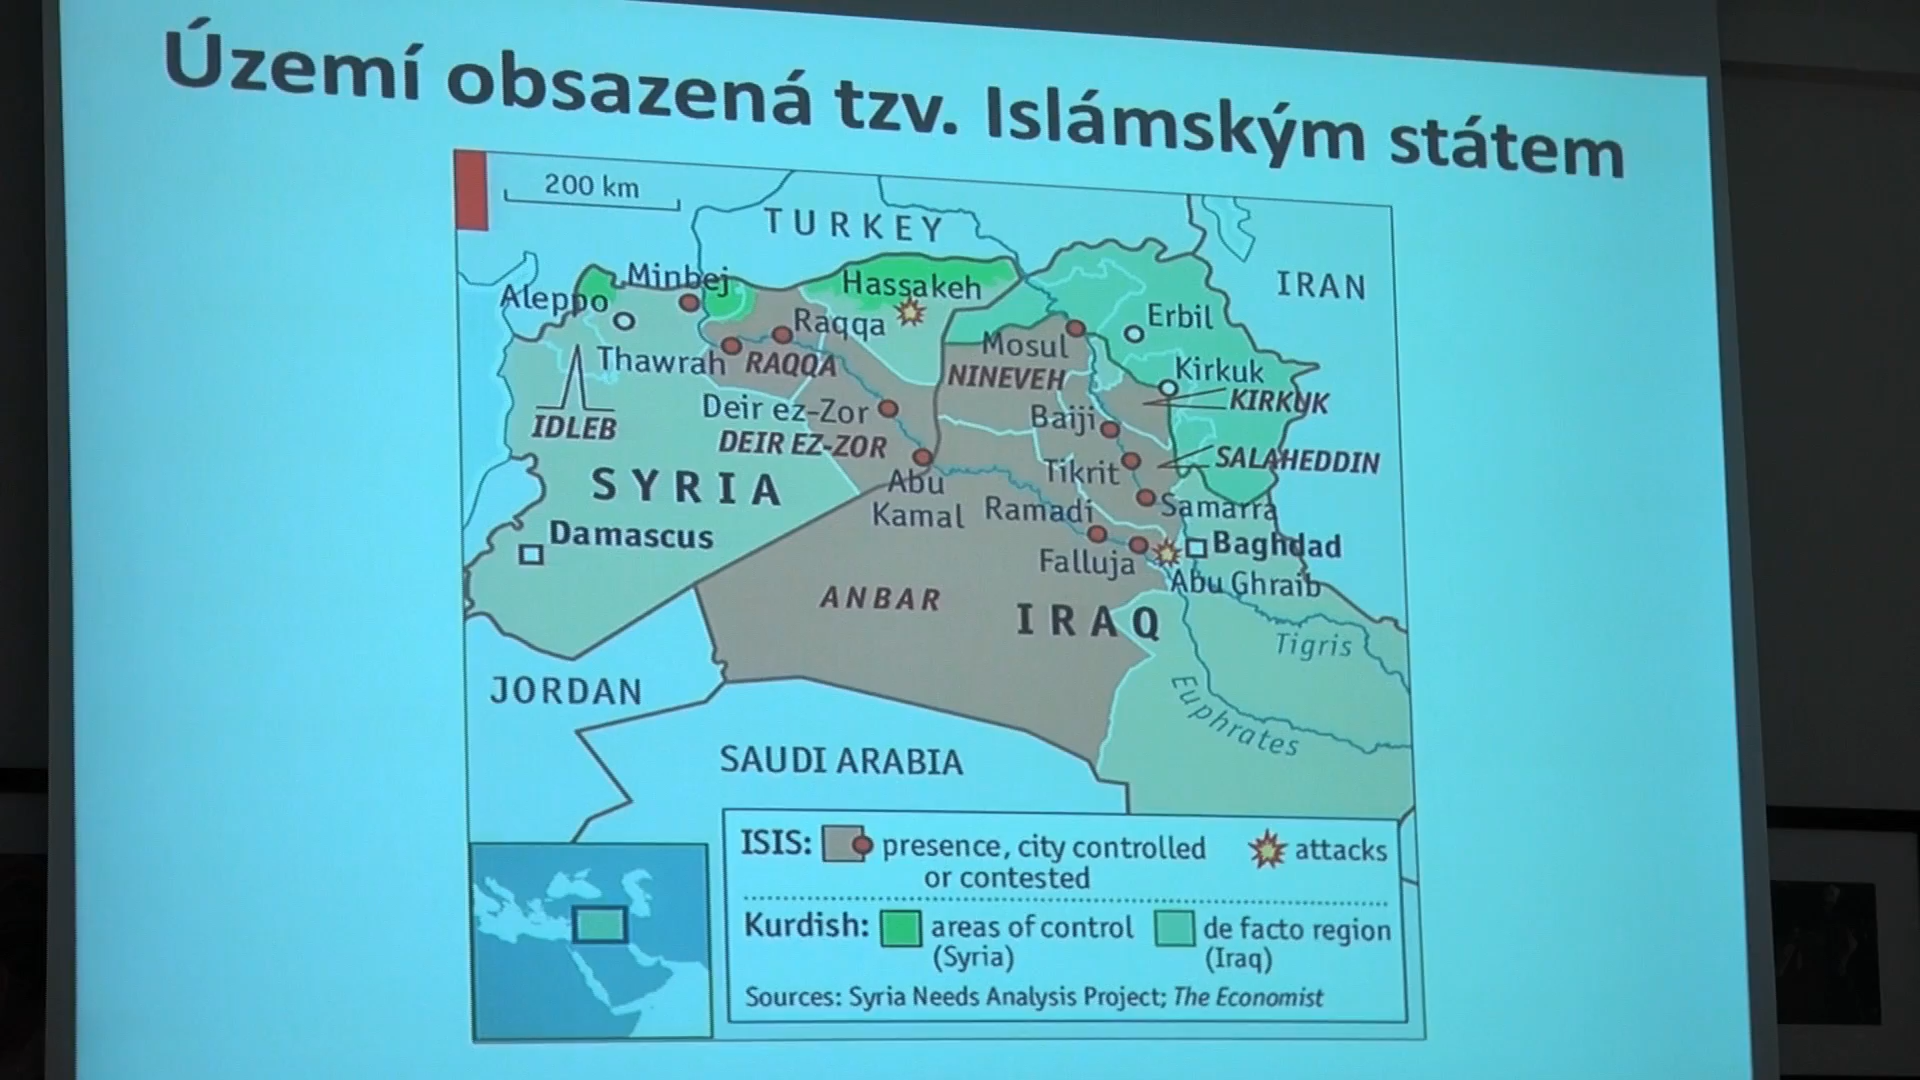 Území obsazená tzv. Islámským státem
200 km
TURKEY
IRAN
Minbej
Hassakeh
Aleppo
Erbil
Raqqa
Mosul
Thawrah
RAQQA
NINEVEH
Kirkuk
KIRKUK
Deir ez-Zor
Baiji
IDLEB
DEIR EZ-ZOR
SALAHEDDIN
Tikrit
SYRIA
Abu
Kamal
Ramadi
Samarra
Damascus
Baghdad
Falluja
Abu Ghraib
ANBAR
IRAQ
Tigris
JORDAN
Euphrates
SAUDI ARABIA
ISIS: presence, city controlled
or contested
attacks
Kurdish: areas of control
(Syria)
de facto region
(Iraq)
Sources: Syria Needs Analysis Project; The Economist